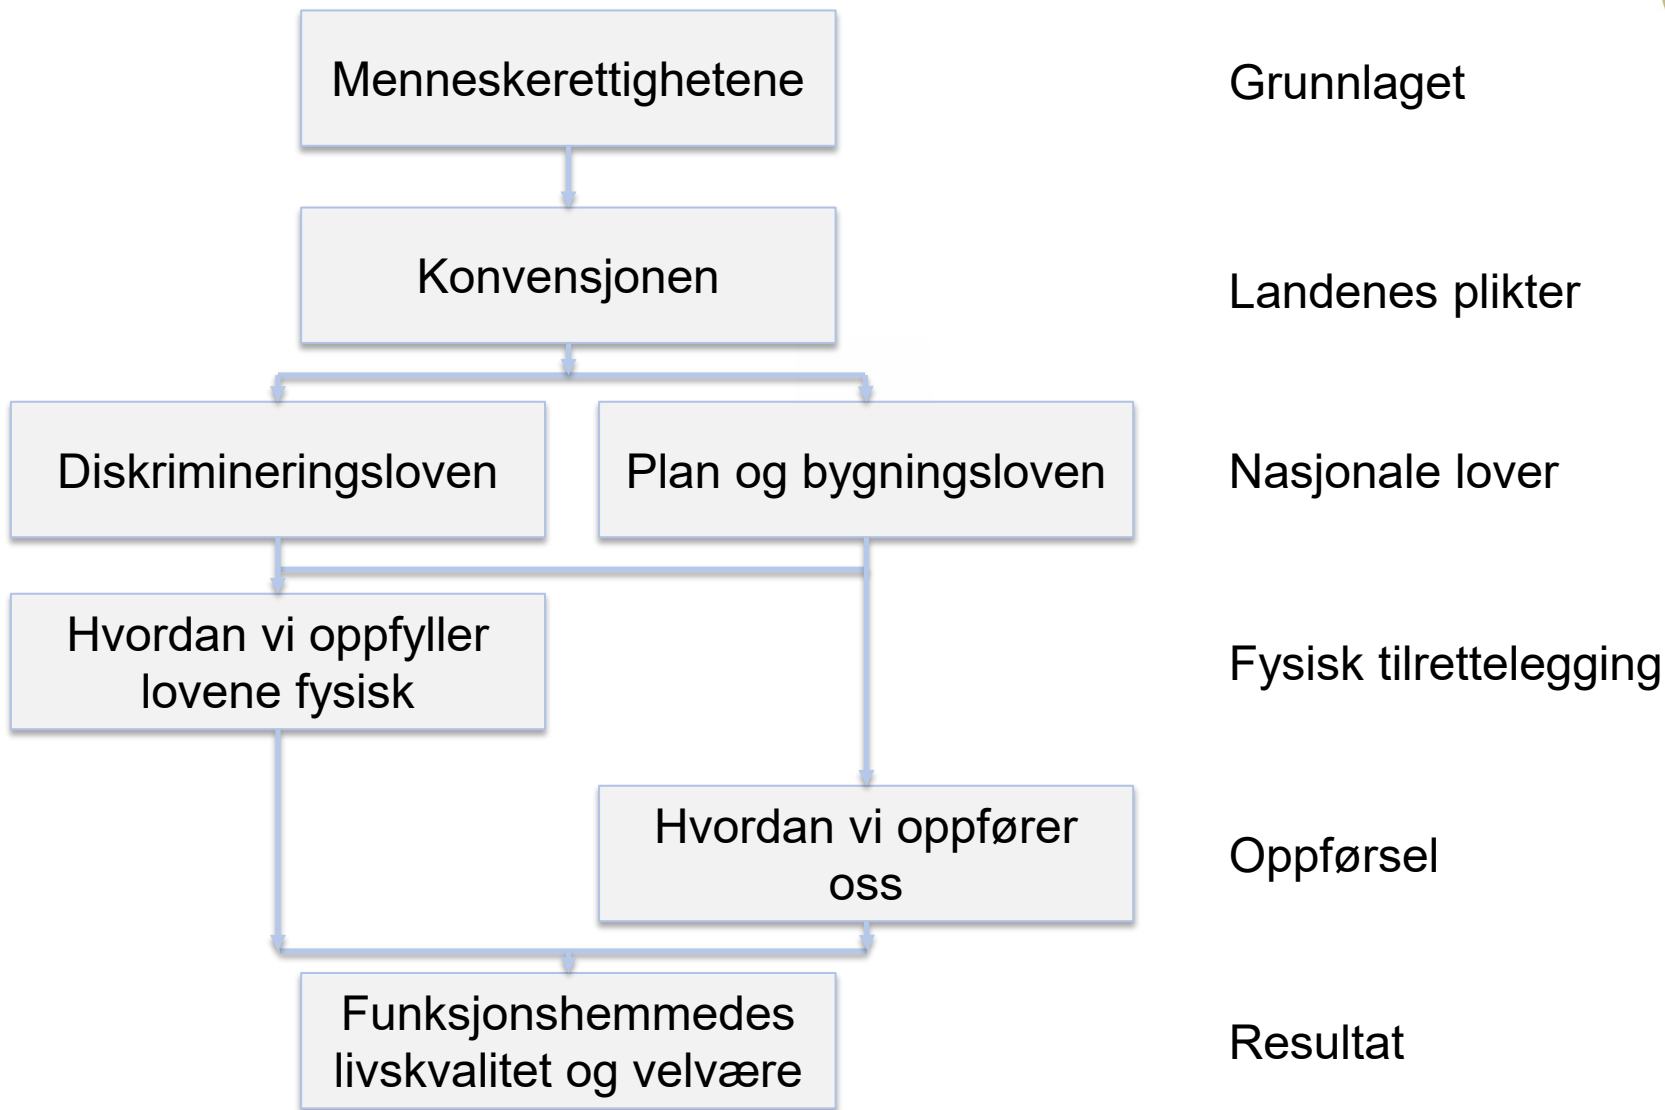 Menneskerettighetene
Grunnlaget
Konvensjonen
Landenes plikter
Diskrimineringsloven
Plan og bygningsloven
Nasjonale lover
Hvordan vi oppfyller
lovene fysisk
Fysisk tilrettelegging
Hvordan vi oppfører
oss
Oppførsel
Funksjonshemmedes
livskvalitet og velvære
Resultat